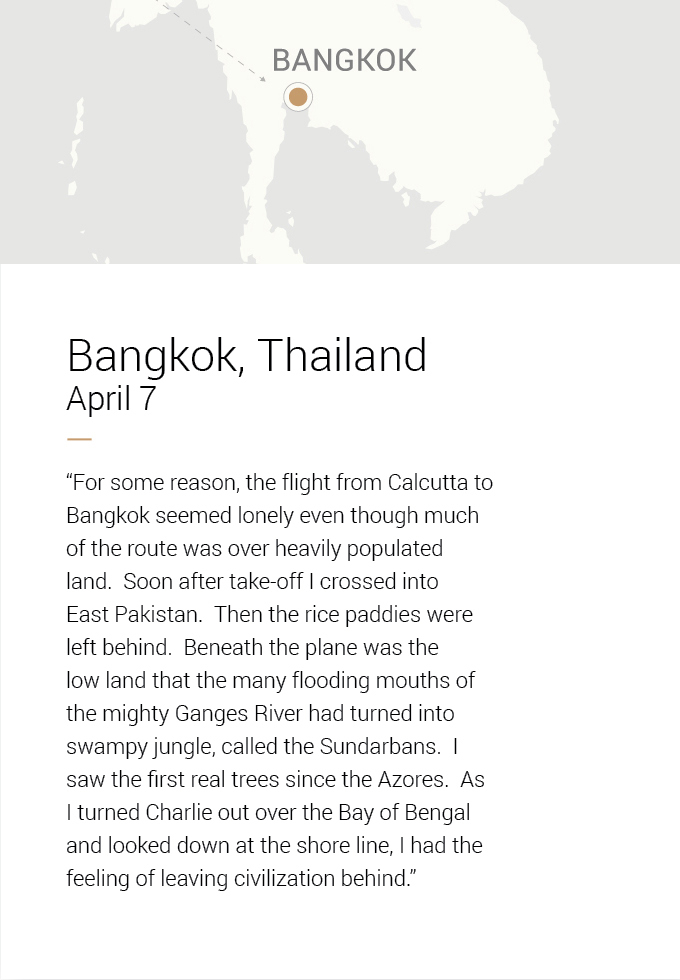 BANGKOK
Bangkok, Thailand
April 7
“For some reason, the flight from Calcutta to
Bangkok seemed lonely even though much
of the route was over heavily populated
land.  Soon after take-off I crossed into
East Pakistan.  Then the rice paddies were
left behind.  Beneath the plane was the
low land that the many flooding mouths of
the mighty Ganges River had turned into
swampy jungle, called the Sundarbans.  I
saw the first real trees since the Azores.  As
I turned Charlie out over the Bay of Bengal
and looked down at the shore line, I had the
feeling of leaving civilization behind.”